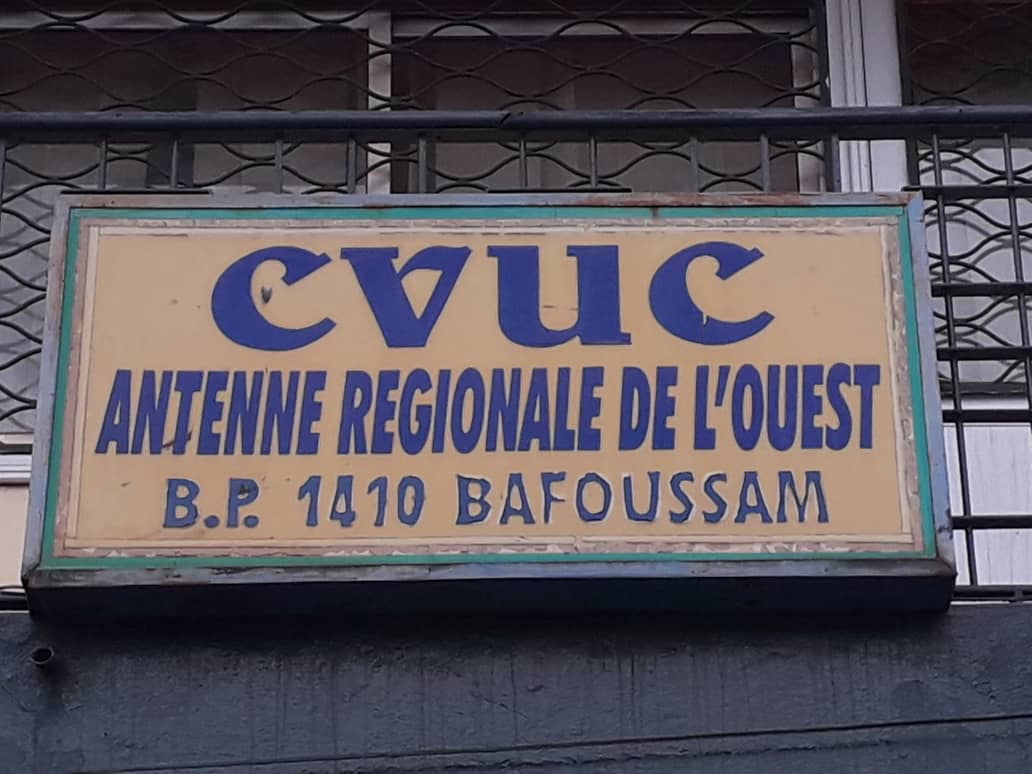 CVUC
ANTENNE REGIONALE DE L'OUEST
B.P. 1410 BAFOUSSAM